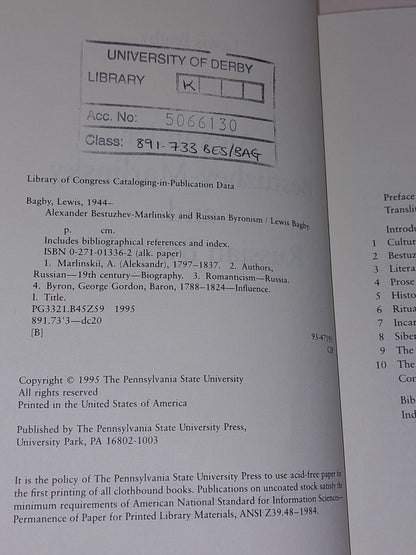 UNIVERSITY OF DERBY
LIBRARY K
Acc. No: 5066130
Class: 891.733 BES/BAG
Library of Congress Cataloging-in-Publication Data
Bagby, Lewis, 1944–
Alexander Bestuzhev-Marlinsky and Russian Byronism / Lewis Bagby.
p. cm.
Includes bibliographical references and index.
ISBN 0-271-01336-2 (alk. paper)
1. Marlinskiĭ, A. (Aleksandr), 1797–1837. 2. Authors,
Russian—19th century—Biography. 3. Romanticism—Russia.
4. Byron, George Gordon, Baron, 1788–1824—Influence.
I. Title.
PG3321.B45Z59 1995
891.73'3—dc20
[B] 93-47591
CIP
Copyright © 1995 The Pennsylvania State University
All rights reserved
Printed in the United States of America
Published by The Pennsylvania State University Press,
University Park, PA 16802-1003
It is the policy of The Pennsylvania State University Press to use acid-free paper for
the first printing of all clothbound books. Publications on uncoated stock satisfy the
minimum requirements of American National Standard for Information Sciences—
Permanence of Paper for Printed Library Materials, ANSI Z39.48–1984.
Preface
Translit
Introdu
1 Cultur
2 Bestuz
3 Litera
4 Prose
5 Histo
6 Ritua
7 Incar
8 Siber
9 The
10 The
Con
Bib
Ind